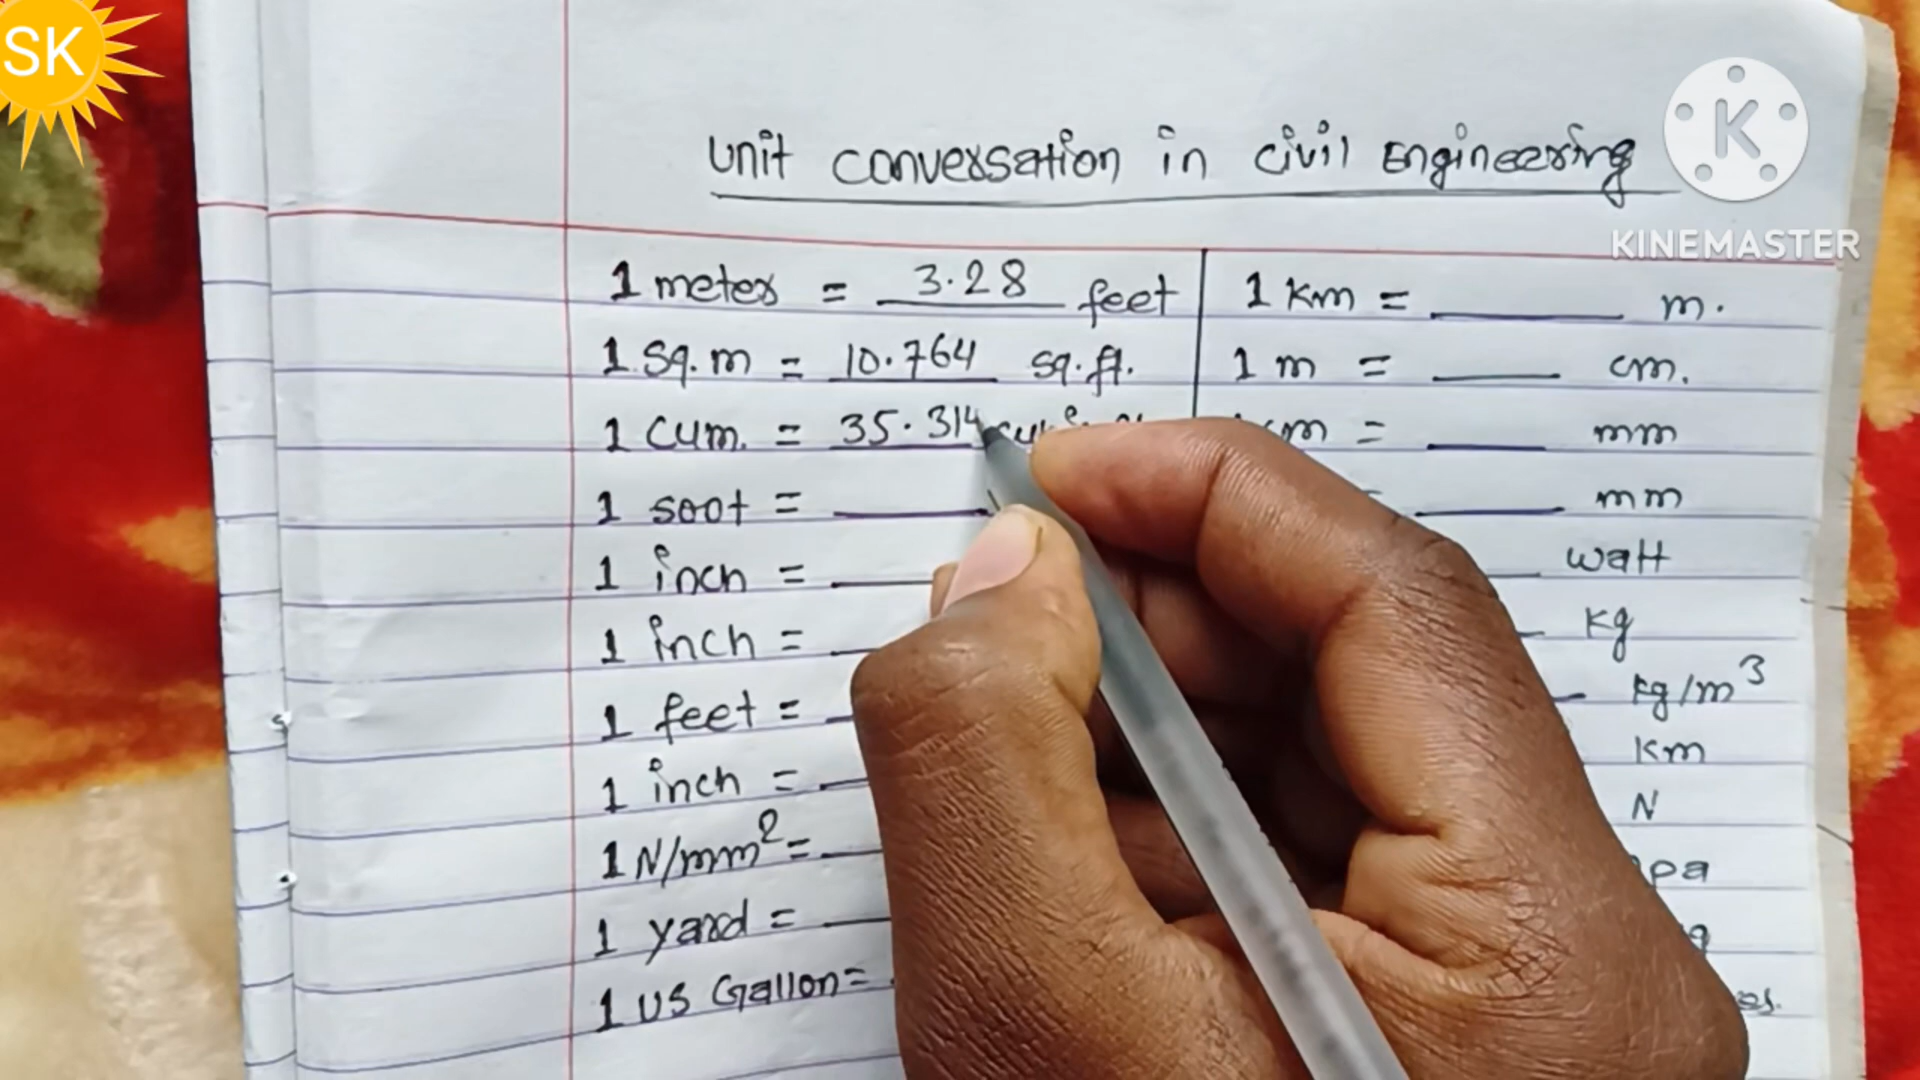 SK
Unit conversation in civil Engineering
KINEMASTER
1 meter = 3.28 feet
1 Sq.m = 10.764 sq.ft.
1 cum. = 35.314
1 soot =
1 inch =
1 inch =
1 feet =
1 inch =
1 N/mm² =
1 yard =
1 US Gallon =
1 km = m.
1 m = cm.
cm = mm
mm
watt
kg
kg/m³
km
N